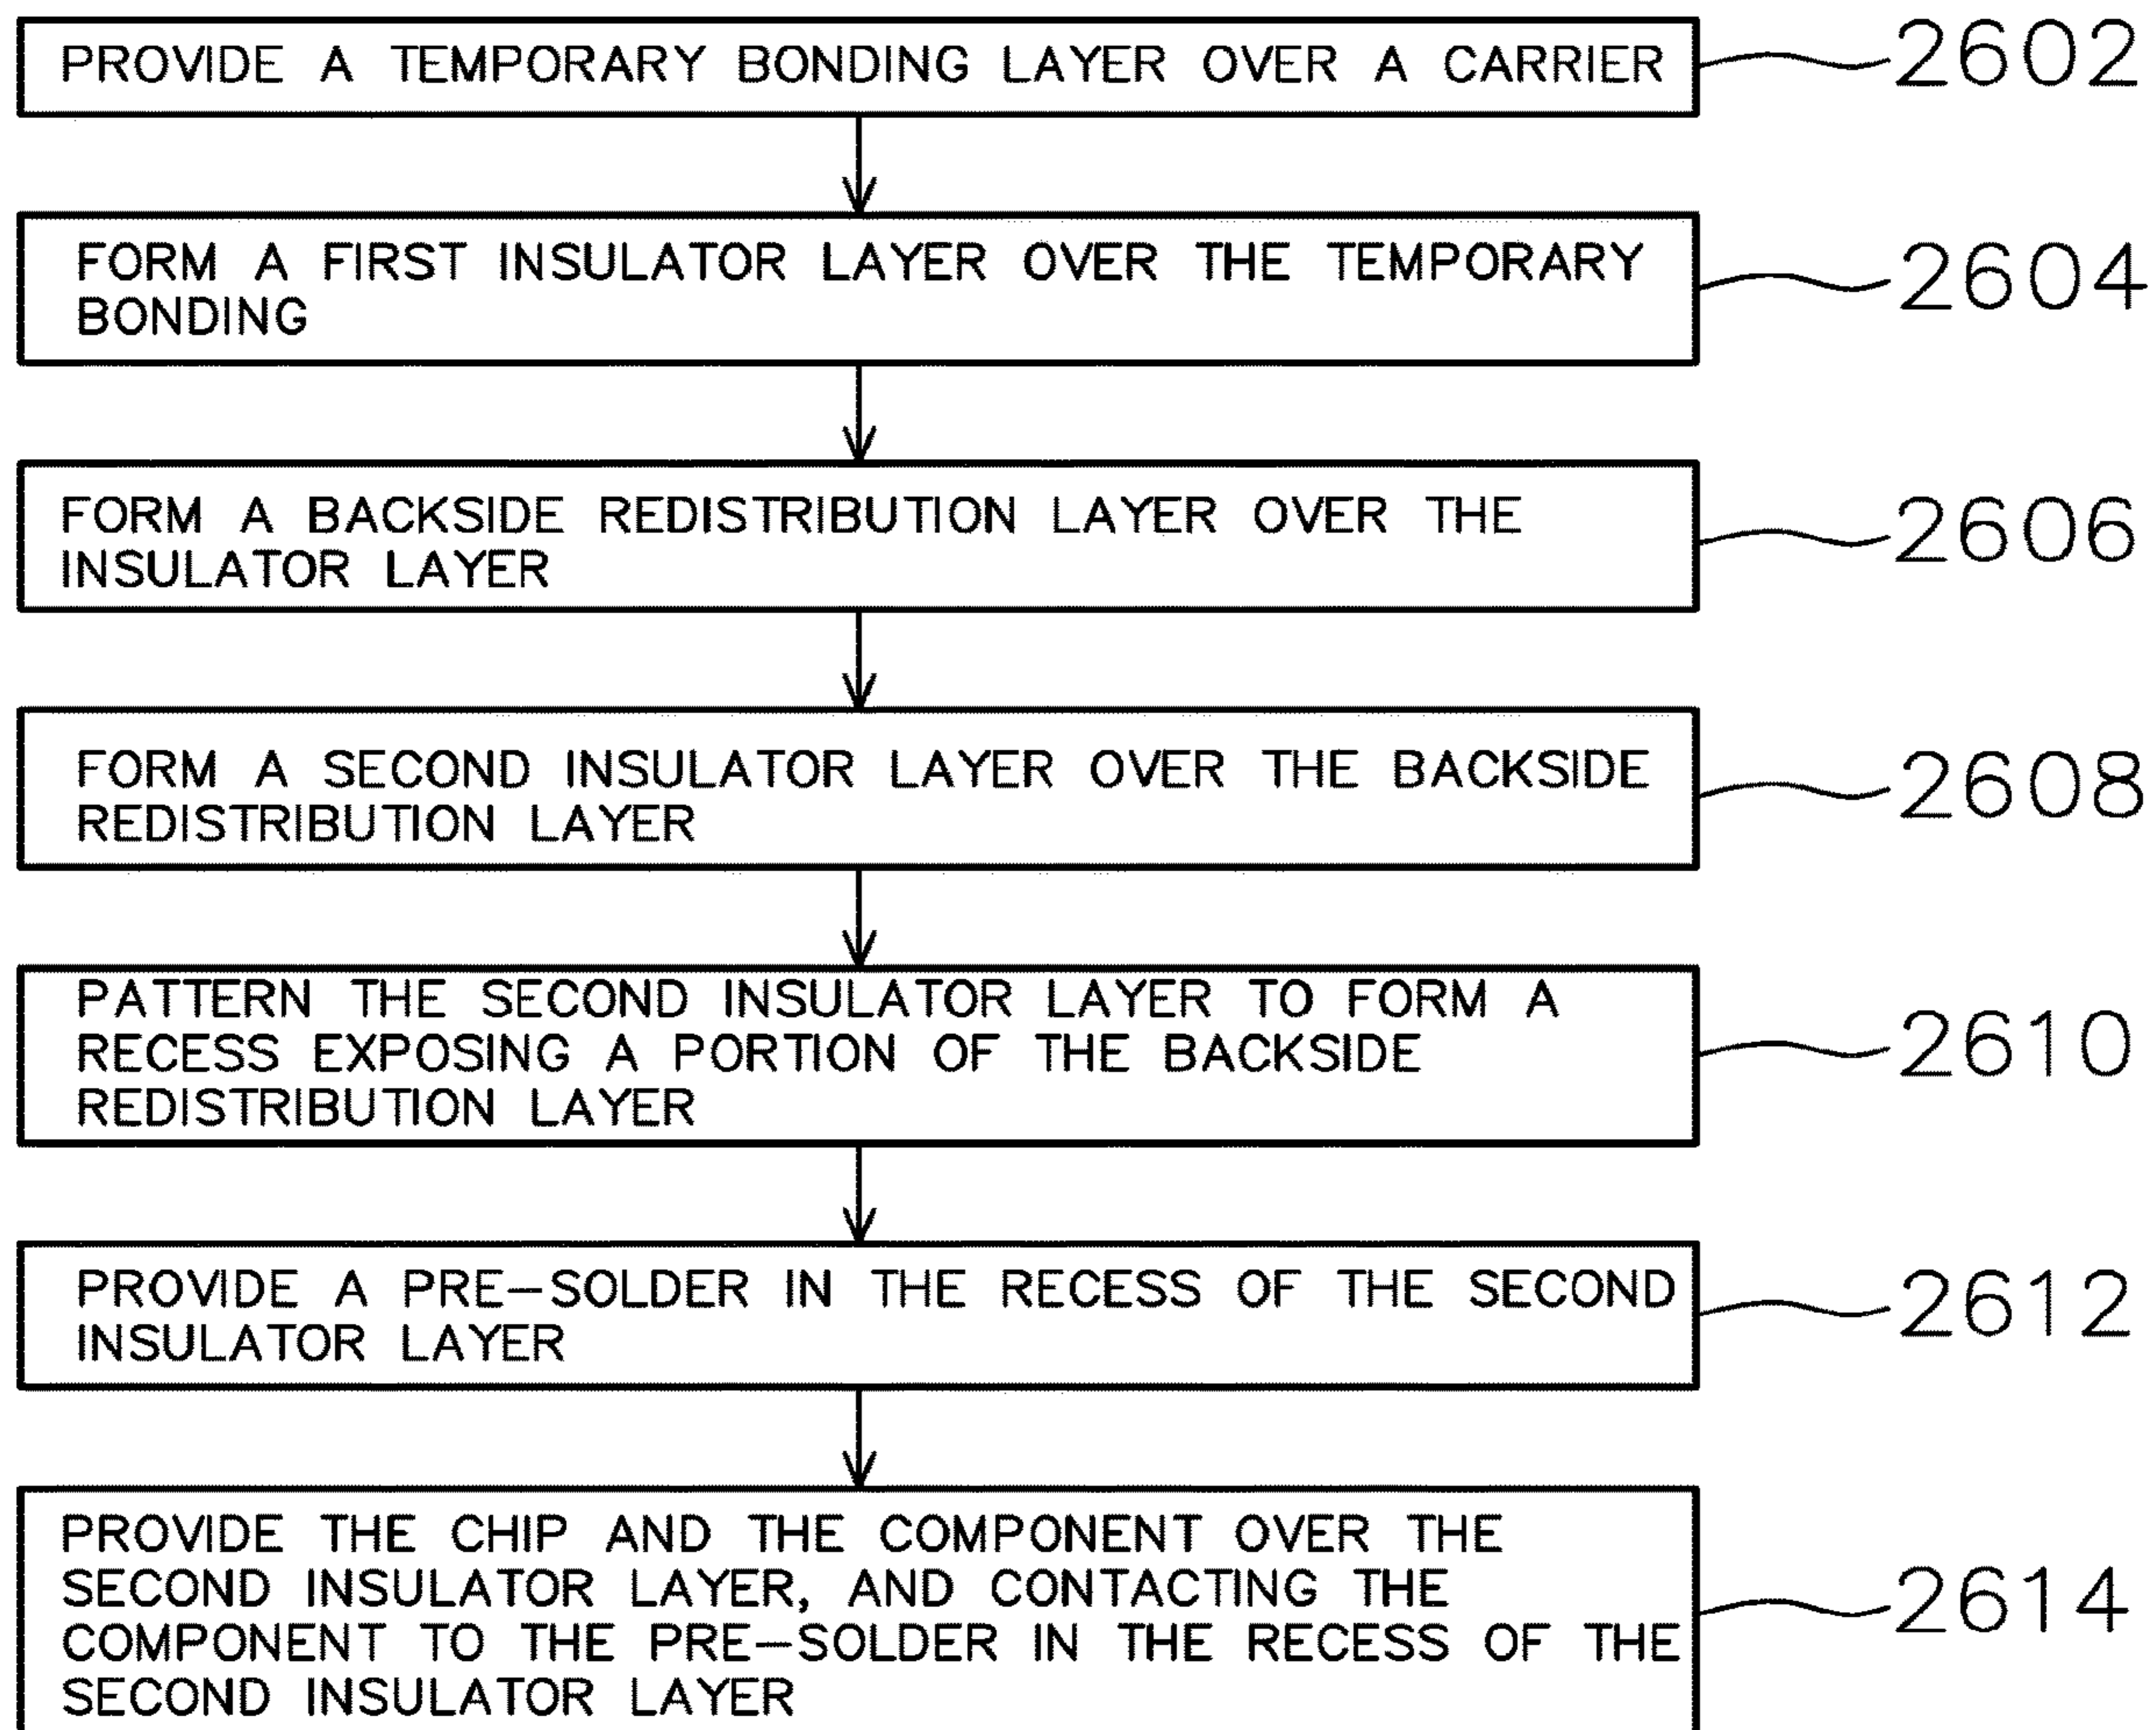 PROVIDE A TEMPORARY BONDING LAYER OVER A CARRIER
2602
FORM A FIRST INSULATOR LAYER OVER THE TEMPORARY
BONDING
2604
FORM A BACKSIDE REDISTRIBUTION LAYER OVER THE
INSULATOR LAYER
2606
FORM A SECOND INSULATOR LAYER OVER THE BACKSIDE
REDISTRIBUTION LAYER
2608
PATTERN THE SECOND INSULATOR LAYER TO FORM A
RECESS EXPOSING A PORTION OF THE BACKSIDE
REDISTRIBUTION LAYER
2610
PROVIDE A PRE-SOLDER IN THE RECESS OF THE SECOND
INSULATOR LAYER
2612
PROVIDE THE CHIP AND THE COMPONENT OVER THE
SECOND INSULATOR LAYER, AND CONTACTING THE
COMPONENT TO THE PRE-SOLDER IN THE RECESS OF THE
SECOND INSULATOR LAYER
2614